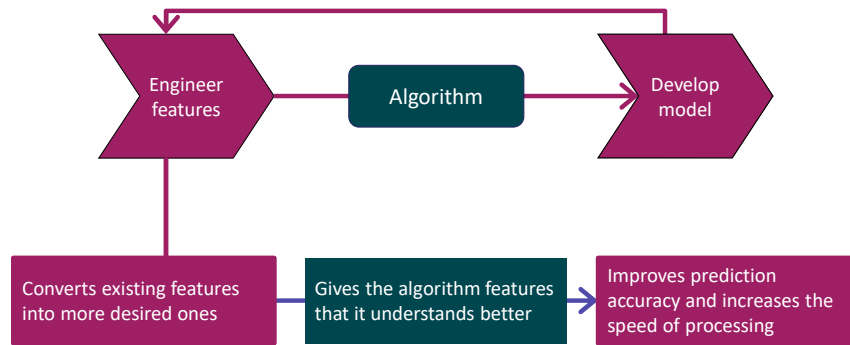 Engineer
features
Algorithm
Develop
model
Converts existing features
into more desired ones
Gives the algorithm features
that it understands better
Improves prediction
accuracy and increases the
speed of processing